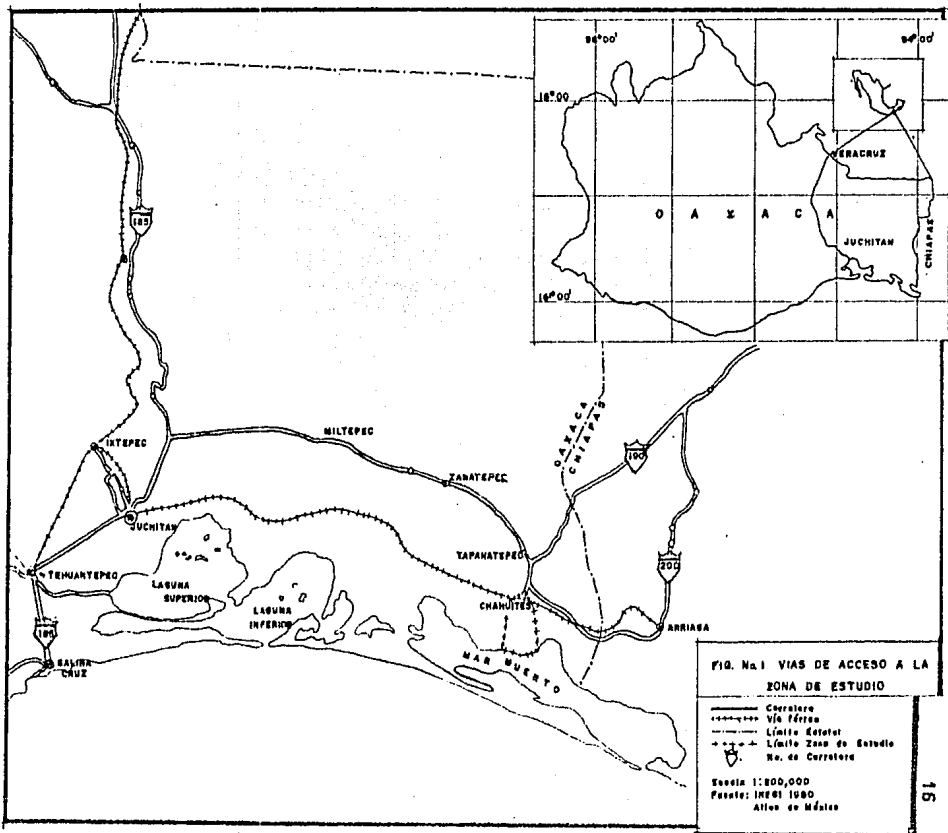 96°00'
94°00'
18°00
VERACRUZ
OAXACA
JUCHITAN
CHIAPAS
16°00'
185
IXTEPEC
MILTEPEC
ZANATEPEC
OAXACA
CHIAPAS
190
JUCHITAN
TAPANATEPEC
TEHUANTEPEC
LAGUNA
SUPERIOR
LAGUNA
INFERIOR
CHAHUITES
200
ARRIAGA
185
SALINA
CRUZ
MAR MUERTO
FIG. No.1 VIAS DE ACCESO A LA
ZONA DE ESTUDIO
Carretera
Vía férrea
Límite Estatal
Límite Zona de Estudio
No. de Carretera
Escala 1:800,000
Fuente: INEGI 1980
Atlas de México
16